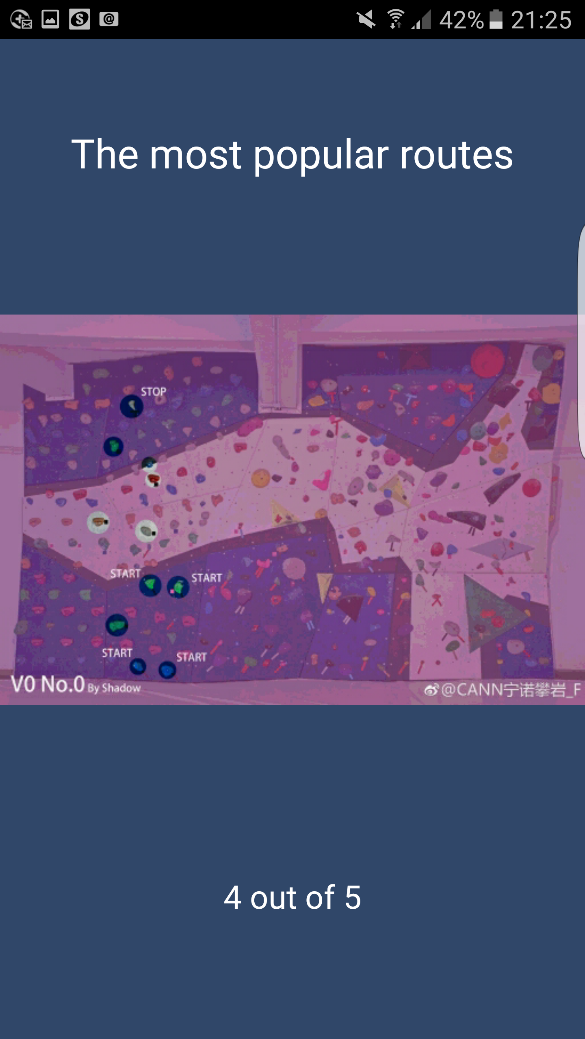 42% 21:25
The most popular routes
STOP
START START
START START
V0 No.0 By Shadow
@CANN宁诺攀岩_F
4 out of 5